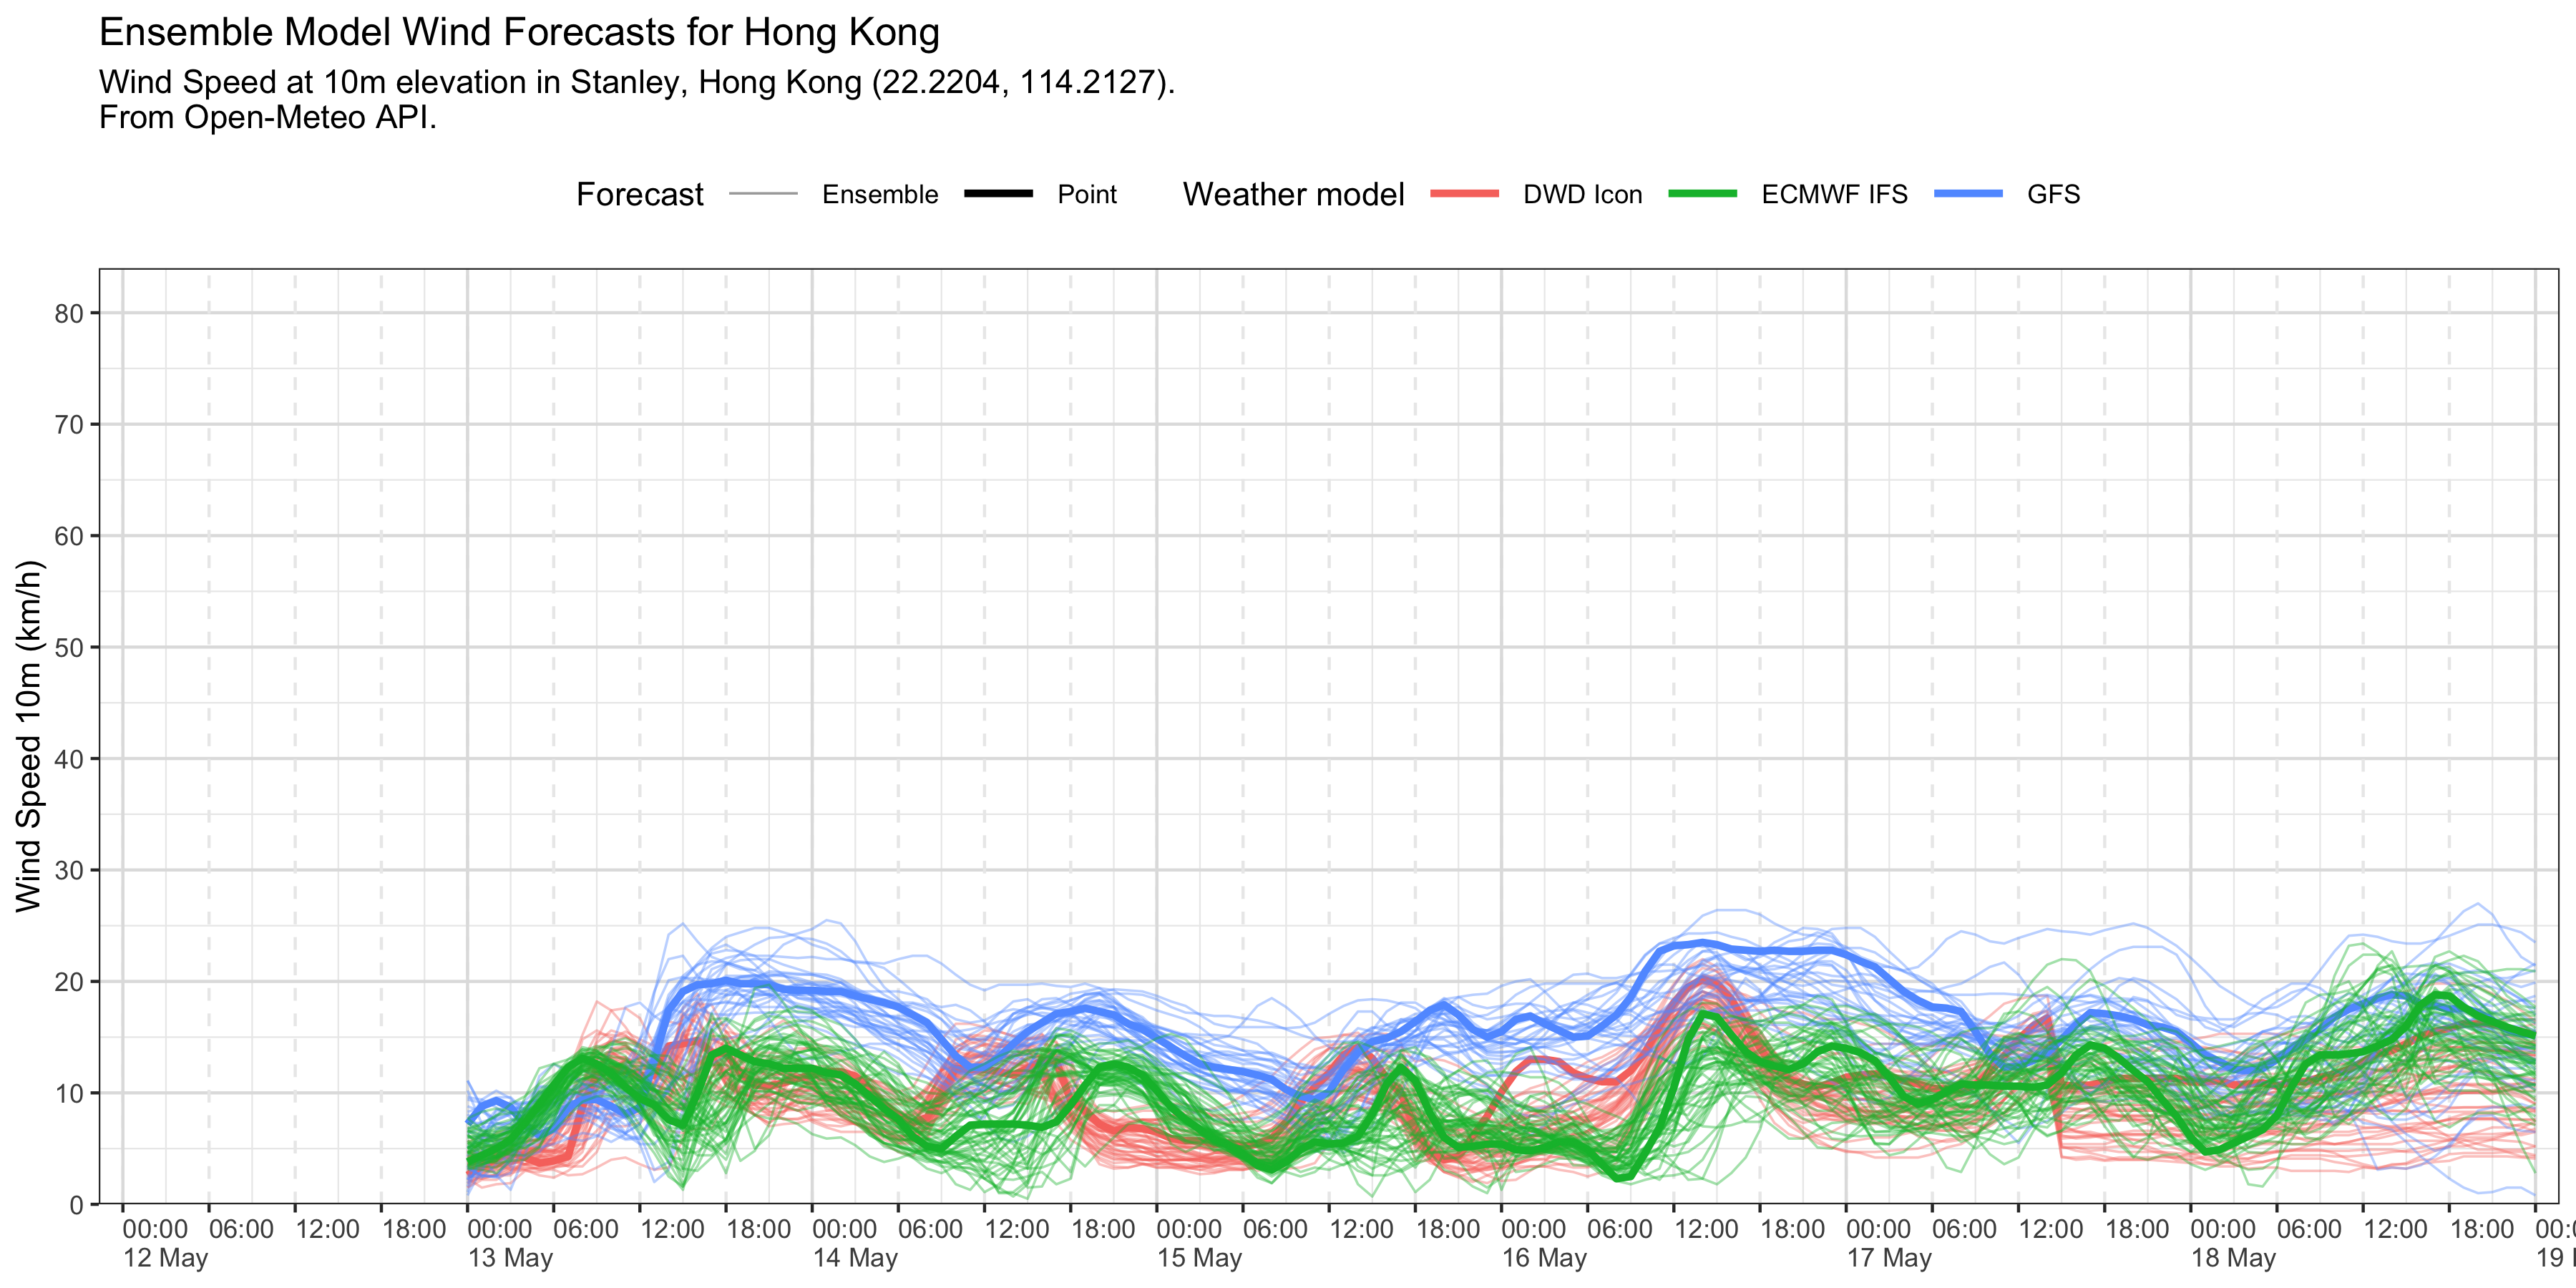 Ensemble Model Wind Forecasts for Hong Kong
Wind Speed at 10m elevation in Stanley, Hong Kong (22.2204, 114.2127).
From Open-Meteo API.
Forecast Ensemble Point Weather model DWD Icon ECMWF IFS GFS
Wind Speed 10m (km/h)
80
70
60
50
40
30
20
10
0
00:00 06:00 12:00 18:00 00:00 06:00 12:00 18:00 00:00 06:00 12:00 18:00 00:00 06:00 12:00 18:00 00:00 06:00 12:00 18:00 00:00 06:00 12:00 18:00 00:00 06:00 12:00 18:00 00:0
12 May 13 May 14 May 15 May 16 May 17 May 18 May 19